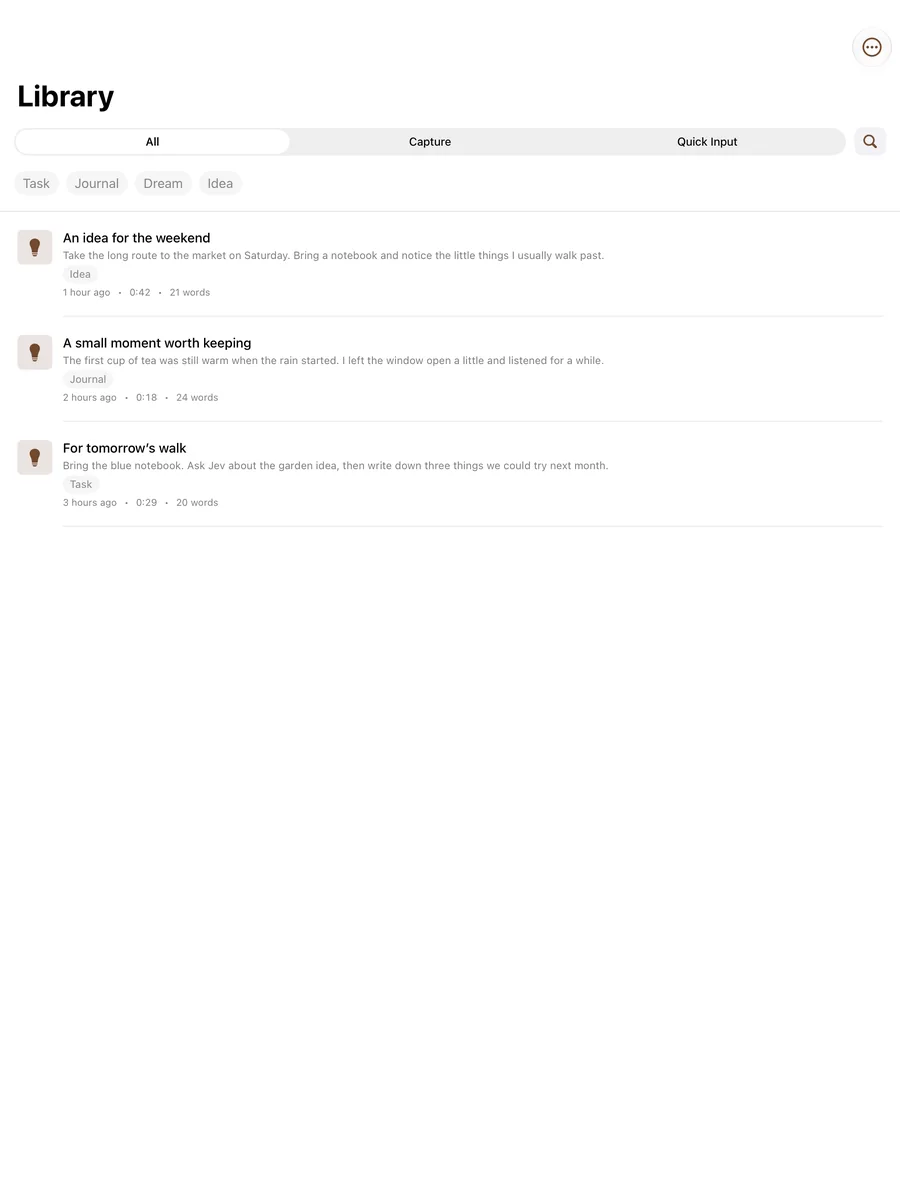 Library
All
Capture
Quick Input
Task
Journal
Dream
Idea
An idea for the weekend
Take the long route to the market on Saturday. Bring a notebook and notice the little things I usually walk past.
Idea
1 hour ago • 0:42 • 21 words
A small moment worth keeping
The first cup of tea was still warm when the rain started. I left the window open a little and listened for a while.
Journal
2 hours ago • 0:18 • 24 words
For tomorrow‘s walk
Bring the blue notebook. Ask Jev about the garden idea, then write down three things we could try next month.
Task
3 hours ago • 0:29 • 20 words